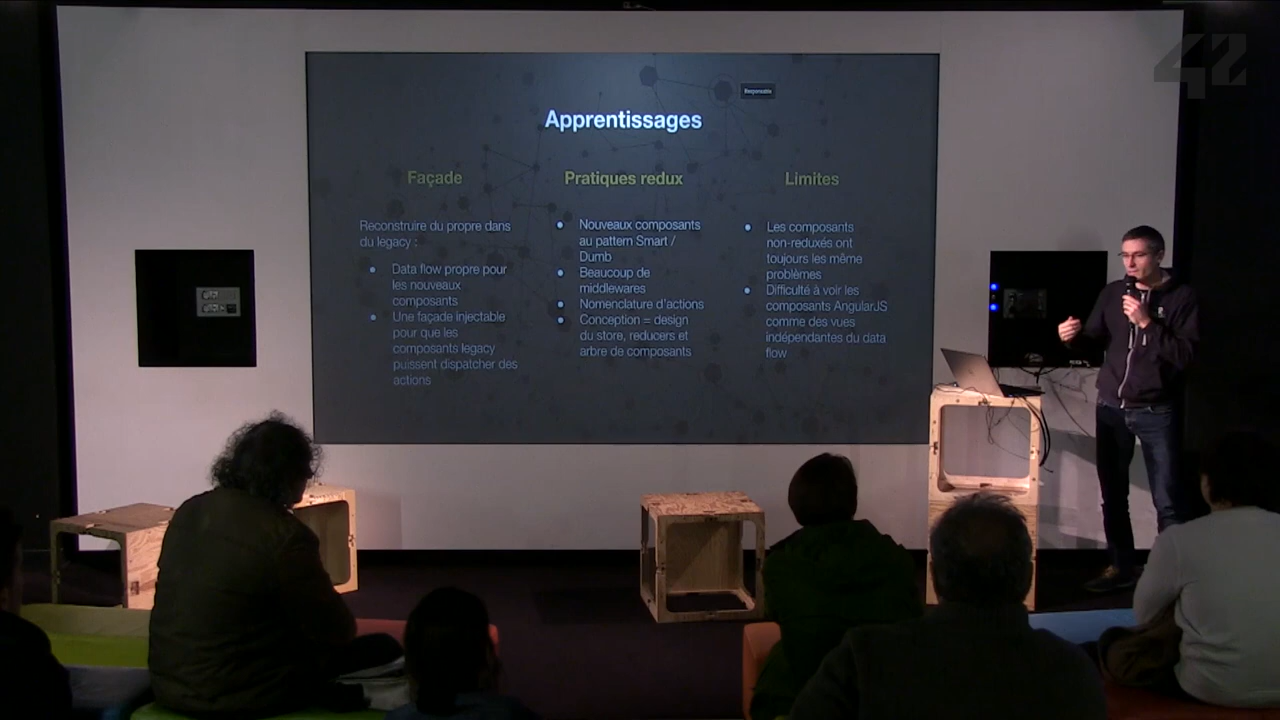 42
Responsable
Apprentissages
Façade
Reconstruire du propre dans
du legacy :
● Data flow propre pour
les nouveaux
composants
● Une façade injectable
pour que les
composants legacy
puissent dispatcher des
actions
Pratiques redux
● Nouveaux composants
au pattern Smart /
Dumb
● Beaucoup de
middlewares
● Nomenclature d'actions
● Conception = design
du store, reducers et
arbre de composants
Limites
● Les composants
non-reduxés ont
toujours les même
problèmes
● Difficulté à voir les
composants AngularJS
comme des vues
indépendantes du data
flow